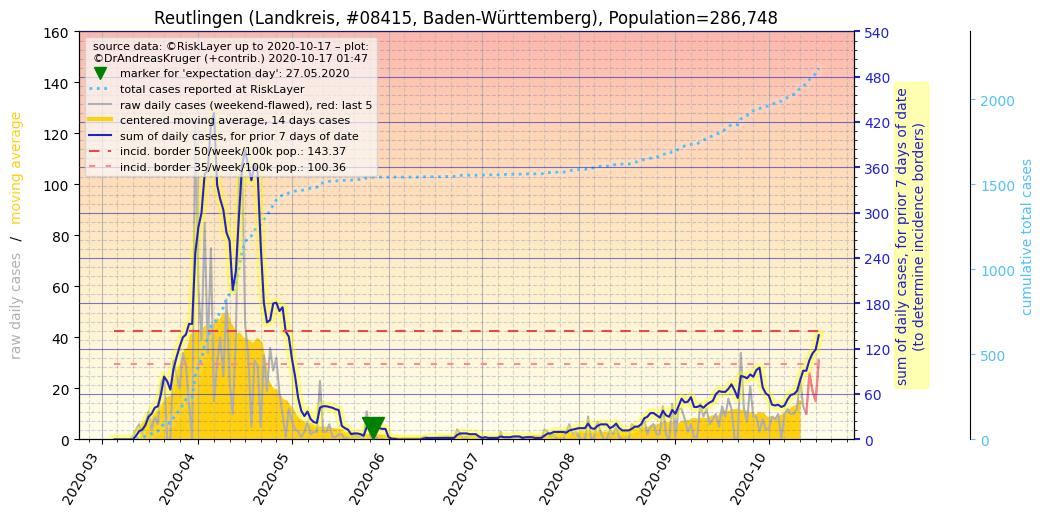 Reutlingen (Landkreis, #08415, Baden-Württemberg), Population=286,748
source data: ©RiskLayer up to 2020-10-17 – plot:
©DrAndreasKruger (+contrib.) 2020-10-17 01:47
marker for 'expectation day': 27.05.2020
total cases reported at RiskLayer
raw daily cases (weekend-flawed), red: last 5
centered moving average, 14 days cases
sum of daily cases, for prior 7 days of date
incid. border 50/week/100k pop.: 143.37
incid. border 35/week/100k pop.: 100.36
raw daily cases / moving average
160
140
120
100
80
60
40
20
0
540
480
420
360
300
240
180
120
60
0
sum of daily cases, for prior 7 days of date
(to determine incidence borders)
2000
1500
1000
500
0
cumulative total cases
2020-03
2020-04
2020-05
2020-06
2020-07
2020-08
2020-09
2020-10